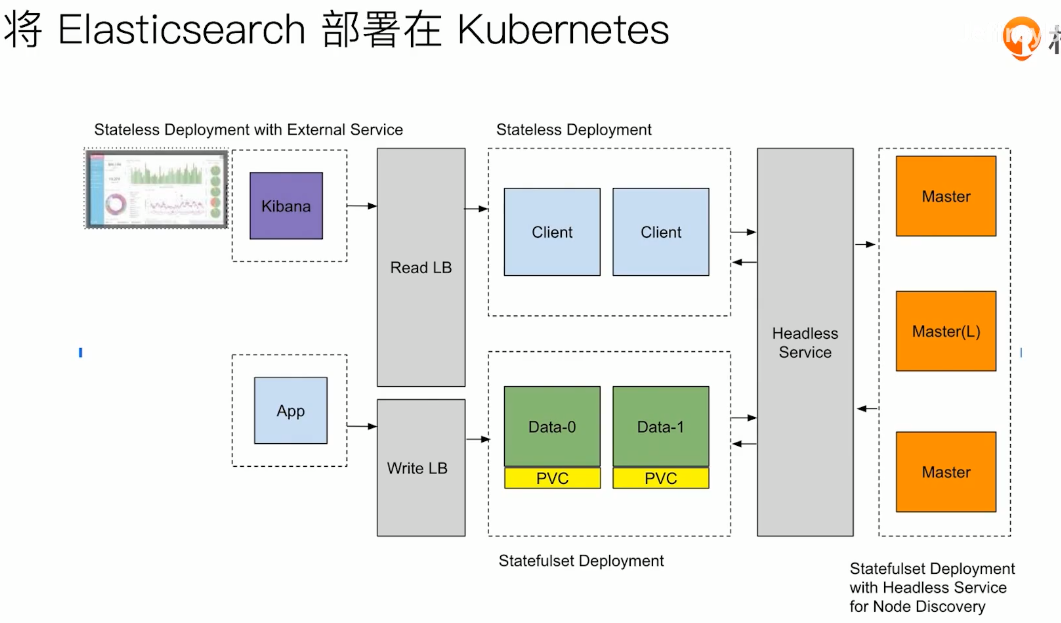 将 Elasticsearch 部署在 Kubernetes
Stateless Deployment with External Service
Stateless Deployment
Kibana
Read LB
Client
Client
Master
Headless
Service
Master(L)
App
Write LB
Data-0
Data-1
PVC
PVC
Master
Statefulset Deployment
Statefulset Deployment
with Headless Service
for Node Discovery